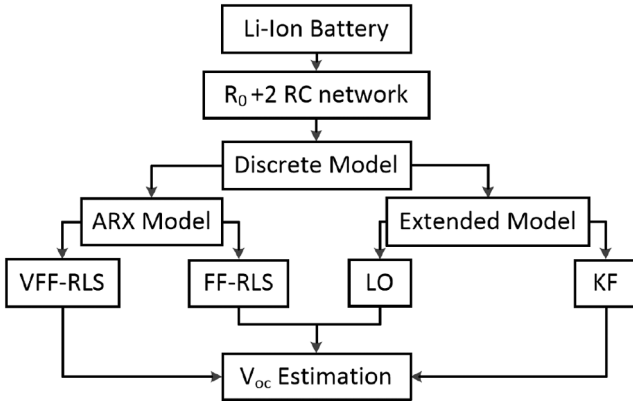 Li-Ion Battery
R₀ +2 RC network
Discrete Model
ARX Model
Extended Model
VFF-RLS
FF-RLS
LO
KF
Voc Estimation